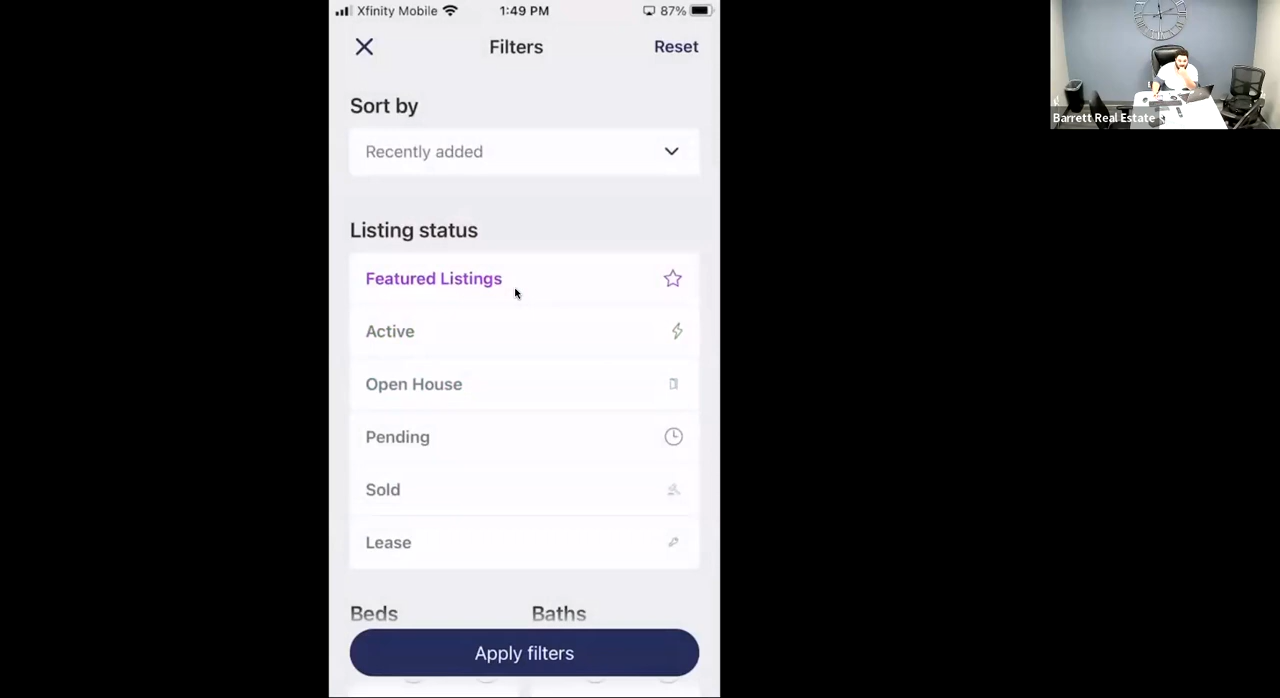 Xfinity Mobile
1:49 PM
87%
Filters
Reset
Sort by
Recently added
Listing status
Featured Listings
Active
Open House
Pending
Sold
Lease
Beds
Baths
Apply filters
Barrett Real Estate